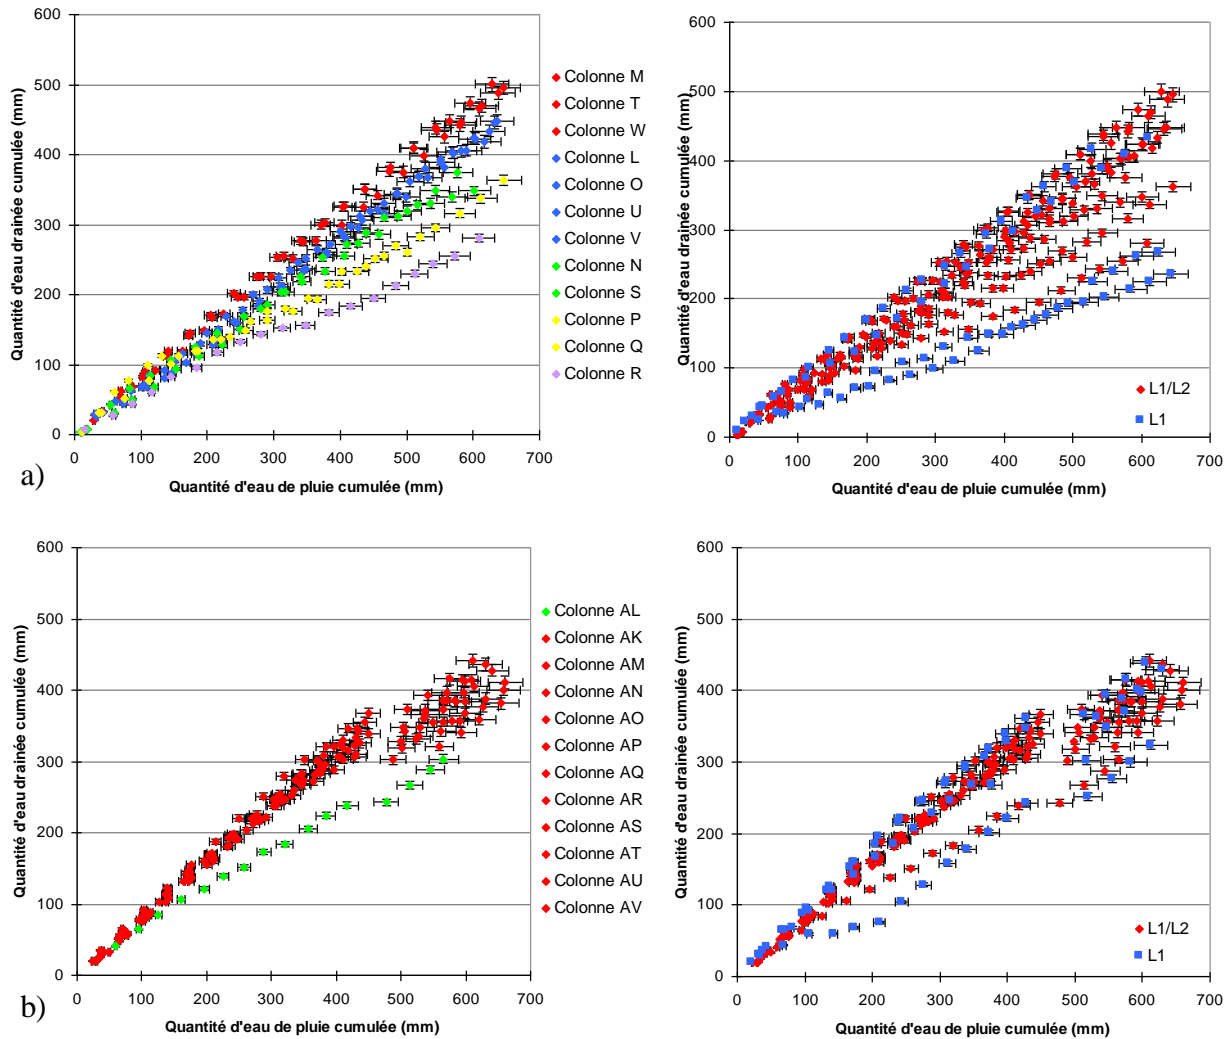 600
500
400
300
200
100
0
Quantité d'eau drainée cumulée (mm)
0 100 200 300 400 500 600 700
Quantité d'eau de pluie cumulée (mm)
Colonne M
Colonne T
Colonne W
Colonne L
Colonne O
Colonne U
Colonne V
Colonne N
Colonne S
Colonne P
Colonne Q
Colonne R
a)
600
500
400
300
200
100
0
Quantité d'eau drainée cumulée (mm)
0 100 200 300 400 500 600 700
Quantité d'eau de pluie cumulée (mm)
L1/L2
L1
600
500
400
300
200
100
0
Quantité d'eau drainée cumulée (mm)
0 100 200 300 400 500 600 700
Quantité d'eau de pluie cumulée (mm)
Colonne AL
Colonne AK
Colonne AM
Colonne AN
Colonne AO
Colonne AP
Colonne AQ
Colonne AR
Colonne AS
Colonne AT
Colonne AU
Colonne AV
b)
600
500
400
300
200
100
0
Quantité d'eau drainée cumulée (mm)
0 100 200 300 400 500 600 700
Quantité d'eau de pluie cumulée (mm)
L1/L2
L1